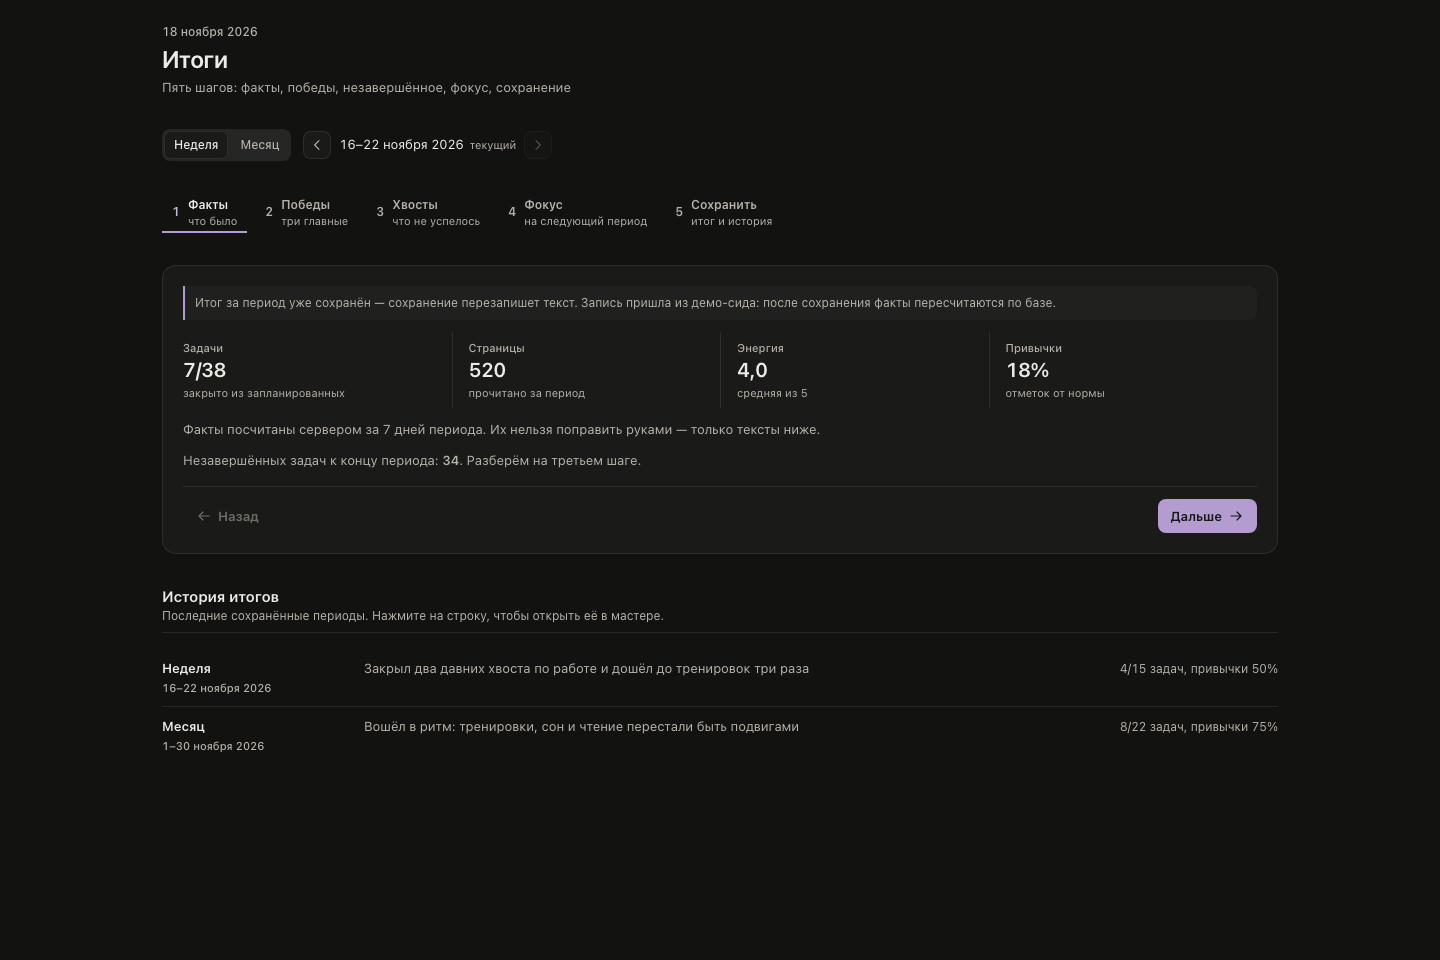 18 ноября 2026
Итоги
Пять шагов: факты, победы, незавершённое, фокус, сохранение
Неделя Месяц 16–22 ноября 2026 текущий
1 Факты
что было
2 Победы
три главные
3 Хвосты
что не успелось
4 Фокус
на следующий период
5 Сохранить
итог и история
Итог за период уже сохранён — сохранение перезапишет текст. Запись пришла из демо-сида: после сохранения факты пересчитаются по базе.
Задачи
7/38
закрыто из запланированных
Страницы
520
прочитано за период
Энергия
4,0
средняя из 5
Привычки
18%
отметок от нормы
Факты посчитаны сервером за 7 дней периода. Их нельзя поправить руками — только тексты ниже.
Незавершённых задач к концу периода: 34. Разберём на третьем шаге.
Назад
Дальше
История итогов
Последние сохранённые периоды. Нажмите на строку, чтобы открыть её в мастере.
Неделя
16–22 ноября 2026
Закрыл два давних хвоста по работе и дошёл до тренировок три раза
4/15 задач, привычки 50%
Месяц
1–30 ноября 2026
Вошёл в ритм: тренировки, сон и чтение перестали быть подвигами
8/22 задач, привычки 75%